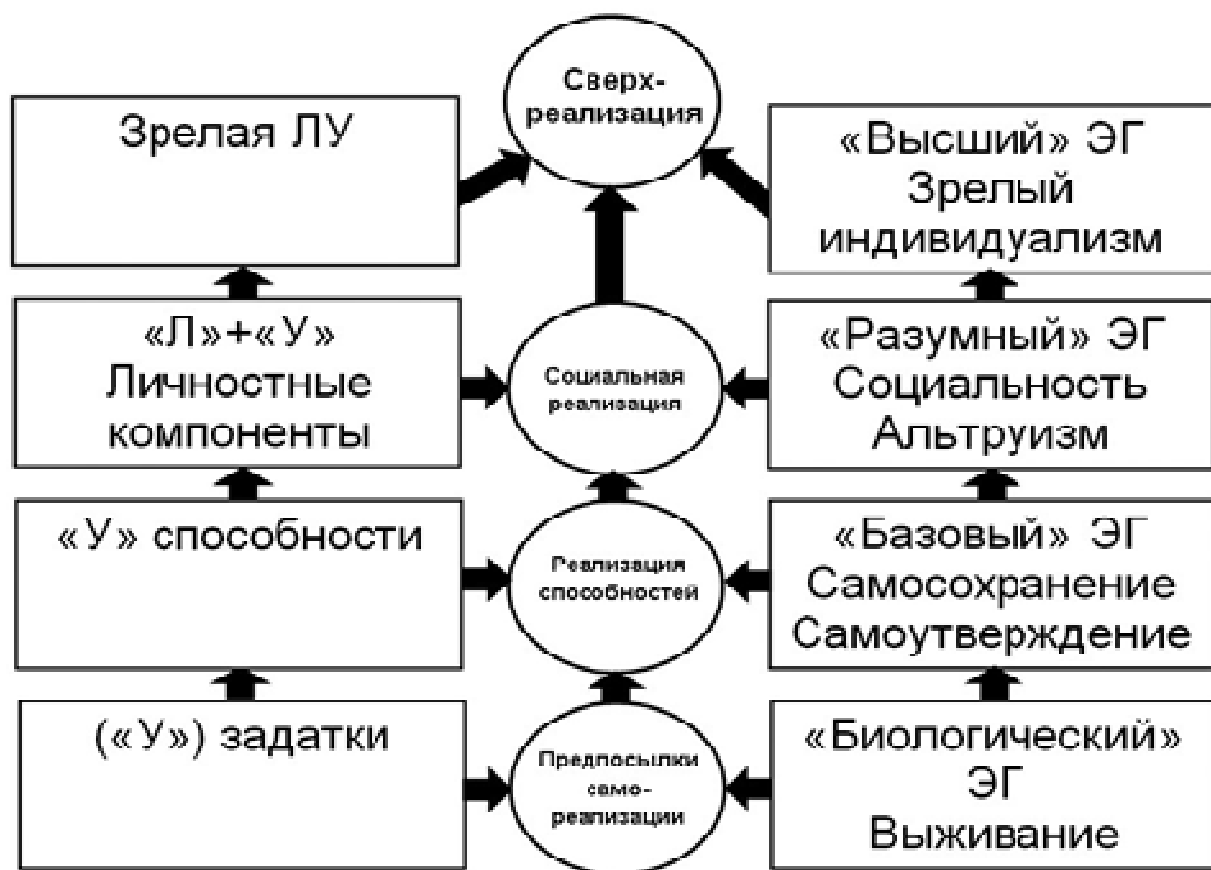 Сверх-
реализация
Зрелая ЛУ
«Высший» ЭГ
Зрелый
индивидуализм
«Л»+«У»
Личностные
компоненты
Социальная
реализация
«Разумный» ЭГ
Социальность
Альтруизм
«У» способности
Реализация
способностей
«Базовый» ЭГ
Самосохранение
Самоутверждение
(«У») задатки
Предпосылки
само-
реализации
«Биологический»
ЭГ
Выживание